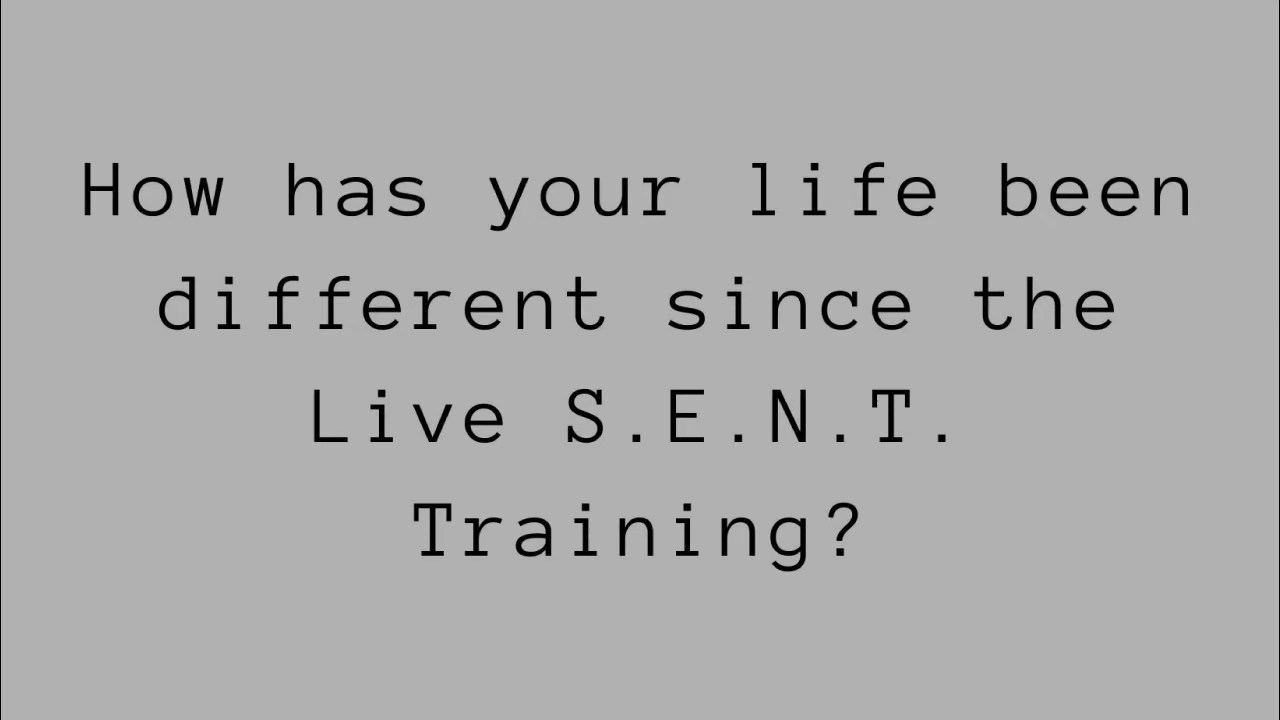 How has your life been
different since the
Live S.E.N.T.
Training?